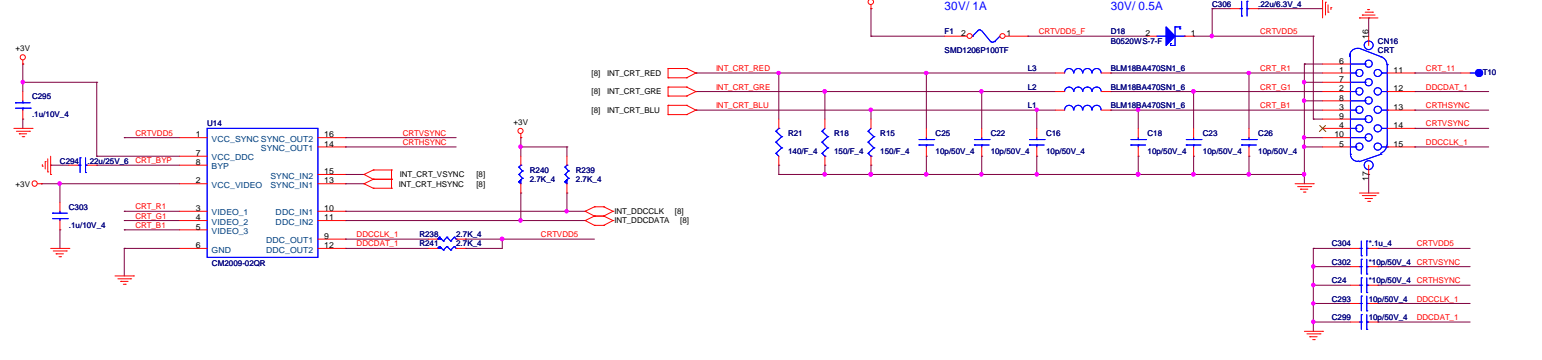 30V/ 1A
30V/ 0.5A
C306 .22u/6.3V_4
F1 2 1 CRTVDD5_F D18 2 1 CRTVDD5
SMD1206P100TF
B0520WS-7-F
16
CN16
CRT
[8] INT_CRT_RED INT_CRT_RED L3 BLM18BA470SN1_6 CRT_R1
[8] INT_CRT_GRE INT_CRT_GRE L2 BLM18BA470SN1_6 CRT_G1
[8] INT_CRT_BLU INT_CRT_BLU L1 BLM18BA470SN1_6 CRT_B1
6
1
7
2
8
3
9
4
10
5
11 CRT_11 T10
12 DDCDAT_1
13 CRTHSYNC
14 CRTVSYNC
15 DDCCLK_1
17
R21
140/F_4
R18
150/F_4
R15
150/F_4
C25
10p/50V_4
C22
10p/50V_4
C16
10p/50V_4
C18
10p/50V_4
C23
10p/50V_4
C26
10p/50V_4
+3V
C295
.1u/10V_4
C294 .22u/25V_6 CRT_BYP
+3V
C303
.1u/10V_4
U14
CRTVDD5 1 VCC_SYNC
7 VCC_DDC
8 BYP
2 VCC_VIDEO
CRT_R1 3 VIDEO_1
CRT_G1 4 VIDEO_2
CRT_B1 5 VIDEO_3
6 GND
SYNC_OUT2 16 CRTVSYNC
SYNC_OUT1 14 CRTHSYNC
SYNC_IN2 15 INT_CRT_VSYNC [8]
SYNC_IN1 13 INT_CRT_HSYNC [8]
DDC_IN1 10 INT_DDCCLK [8]
DDC_IN2 11 INT_DDCDATA [8]
DDC_OUT1 9 DDCCLK_1 R238 2.7K_4 CRTVDD5
DDC_OUT2 12 DDCDAT_1 R241 2.7K_4
CM2009-02QR
+3V
R240
2.7K_4
R239
2.7K_4
C304 *.1u_4 CRTVDD5
C302 *10p/50V_4 CRTVSYNC
C24 *10p/50V_4 CRTHSYNC
C293 10p/50V_4 DDCCLK_1
C299 10p/50V_4 DDCDAT_1